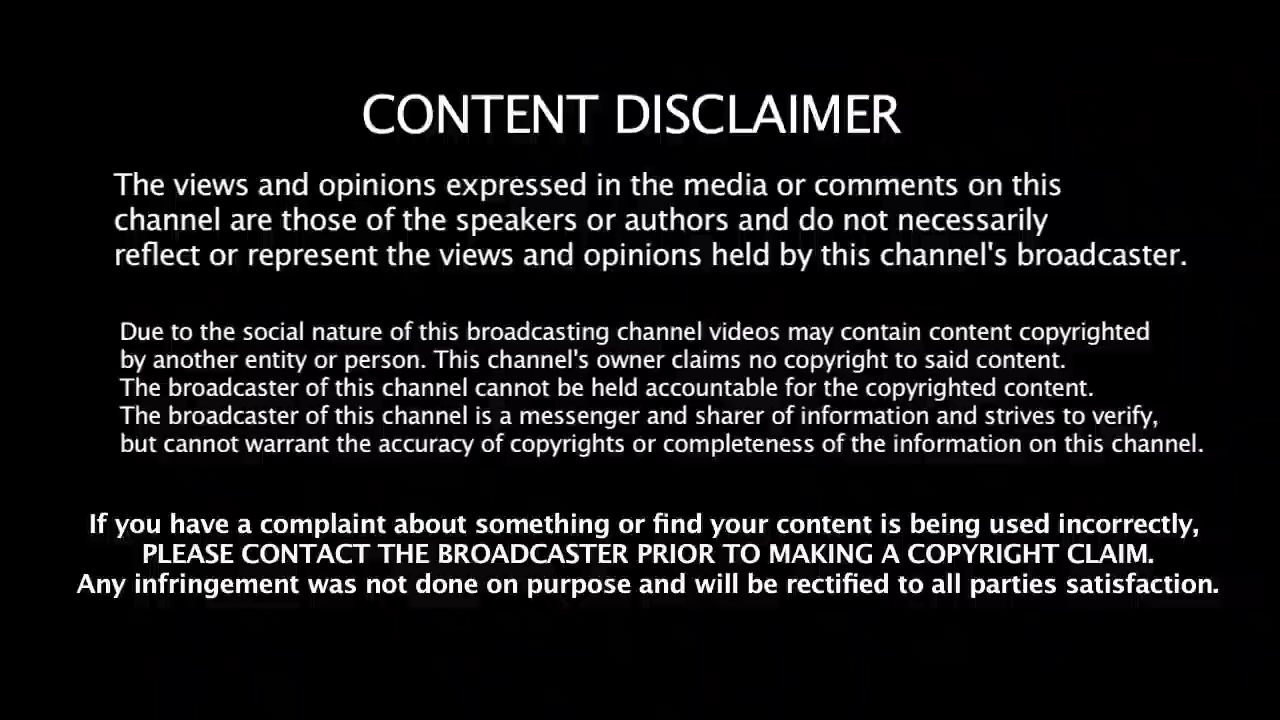 CONTENT DISCLAIMER
The views and opinions expressed in the media or comments on this
channel are those of the speakers or authors and do not necessarily
reflect or represent the views and opinions held by this channel's broadcaster.
Due to the social nature of this broadcasting channel videos may contain content copyrighted
by another entity or person. This channel's owner claims no copyright to said content.
The broadcaster of this channel cannot be held accountable for the copyrighted content.
The broadcaster of this channel is a messenger and sharer of information and strives to verify,
but cannot warrant the accuracy of copyrights or completeness of the information on this channel.
If you have a complaint about something or find your content is being used incorrectly,
PLEASE CONTACT THE BROADCASTER PRIOR TO MAKING A COPYRIGHT CLAIM.
Any infringement was not done on purpose and will be rectified to all parties satisfaction.